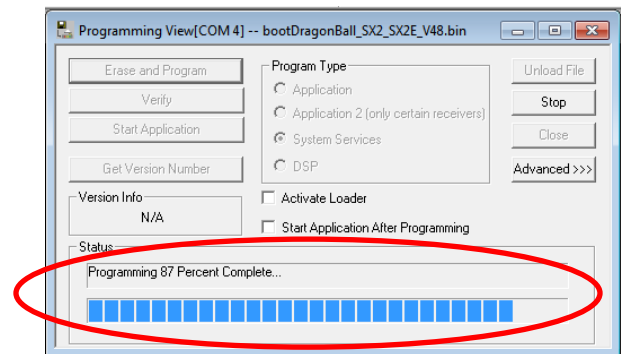 Programming View[COM 4] -- bootDragonBall_SX2_SX2E_V48.bin
Erase and Program
Verify
Start Application
Get Version Number
Program Type
Application
Application 2 (only certain receivers)
System Services
DSP
Unload File
Stop
Close
Advanced >>>
Version Info
N/A
Activate Loader
Start Application After Programming
Status
Programming 87 Percent Complete...